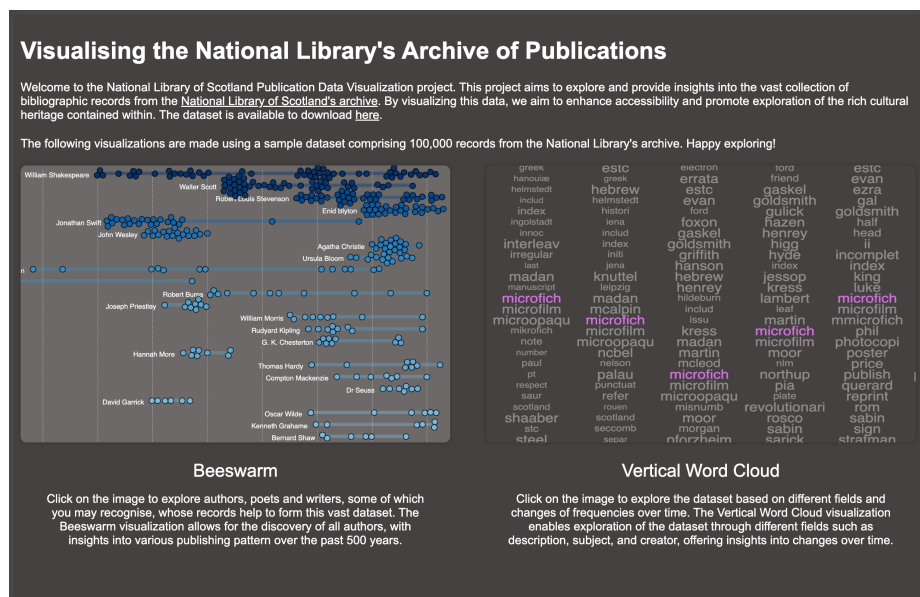 Visualising the National Library's Archive of Publications
Welcome to the National Library of Scotland Publication Data Visualization project. This project aims to explore and provide insights into the vast collection of
bibliographic records from the National Library of Scotland's archive. By visualizing this data, we aim to enhance accessibility and promote exploration of the rich cultural
heritage contained within. The dataset is available to download here.
The following visualizations are made using a sample dataset comprising 100,000 records from the National Library's archive. Happy exploring!
William Shakespeare
Walter Scott
Robert Louis Stevenson
Enid Blyton
Jonathan Swift
John Wesley
Agatha Christie
Ursula Bloom
n
Robert Burns
Joseph Priestley
William Morris
Rudyard Kipling
G. K. Chesterton
Hannah More
Thomas Hardy
Compton Mackenzie
Dr Seuss
David Garrick
Oscar Wilde
Kenneth Grahame
Bernard Shaw
greek estc electron ford estc
hanouiæ greek errata friend evan
helmstedt hebrew estc gaskel ezra
includ helmstedt evan goldsmith gal
index histori ford gulick goldsmith
ingolstadt iena foxon hazen half
innoc includ gaskel henrey head
interleav index goldsmith higg ii
irregular initi griffith hyde incomplet
last jena hanson index index
madan knuttel hebrew jessop king
manuscript leipzig henrey kress luke
microfich madan hildeburn lambert microfich
microfilm mcalpin includ leaf microfilm
microopaqu microfich issu martin mmicrofich
mikrofich microfilm kress microfich phil
note microopaqu madan microfilm photocopi
number ncbel martin moor poster
paul nelson mcleod nlm price
pt palau microfich northup publish
respect punctuat microfilm pia querard
saur refer microopaqu plate reprint
scotland rouen misnumb revolutionari rom
shaaber scotland moor rosco sabin
stc seccomb morgan sabin sign
steel separ pforzheim sarick strafman
Beeswarm
Click on the image to explore authors, poets and writers, some of which
you may recognise, whose records help to form this vast dataset. The
Beeswarm visualization allows for the discovery of all authors, with
insights into various publishing pattern over the past 500 years.
Vertical Word Cloud
Click on the image to explore the dataset based on different fields and
changes of frequencies over time. The Vertical Word Cloud visualization
enables exploration of the dataset through different fields such as
description, subject, and creator, offering insights into changes over time.